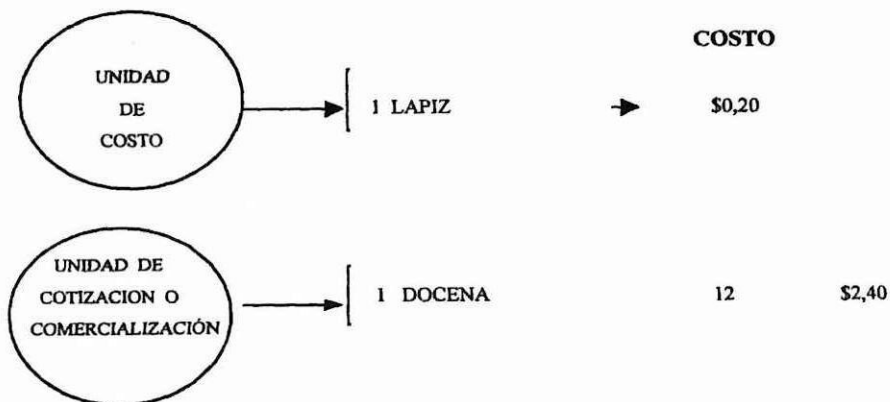 COSTO
UNIDAD
DE
COSTO
1 LAPIZ
$0,20
UNIDAD DE
COTIZACION O
COMERCIALIZACIÓN
1 DOCENA
12
$2,40